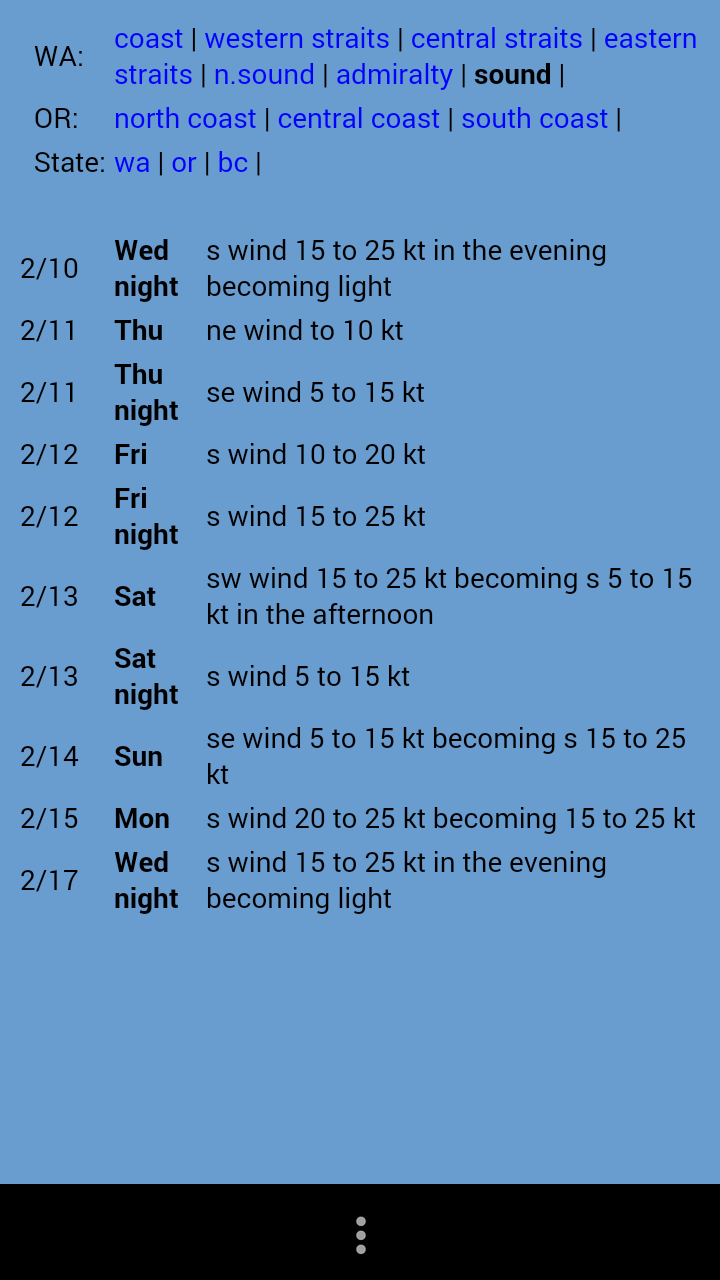 WA: coast | western straits | central straits | eastern
straits | n.sound | admiralty | sound |
OR: north coast | central coast | south coast |
State: wa | or | bc |
2/10 Wed night s wind 15 to 25 kt in the evening
becoming light
2/11 Thu ne wind to 10 kt
2/11 Thu night se wind 5 to 15 kt
2/12 Fri s wind 10 to 20 kt
2/12 Fri night s wind 15 to 25 kt
2/13 Sat sw wind 15 to 25 kt becoming s 5 to 15
kt in the afternoon
2/13 Sat night s wind 5 to 15 kt
2/14 Sun se wind 5 to 15 kt becoming s 15 to 25
kt
2/15 Mon s wind 20 to 25 kt becoming 15 to 25 kt
2/17 Wed night s wind 15 to 25 kt in the evening
becoming light